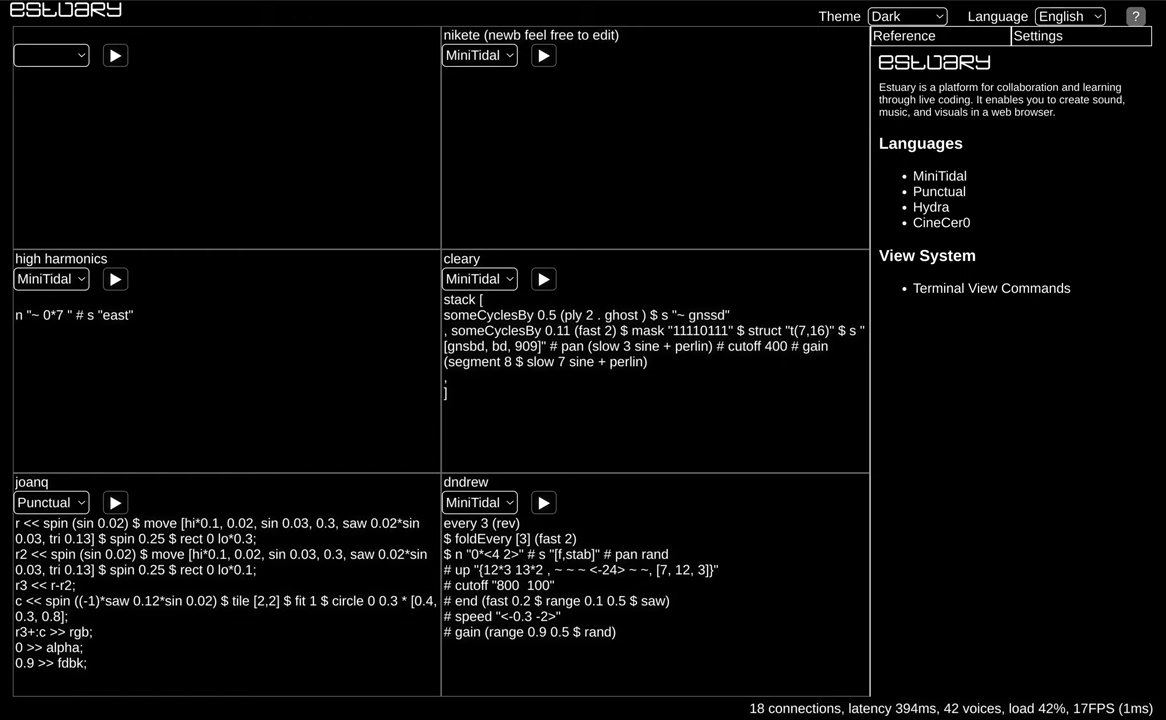 estuary
Theme Dark Language English ?
nikete (newb feel free to edit)
MiniTidal
high harmonics
MiniTidal
n "~ 0*7 " # s "east"
cleary
MiniTidal
stack [
someCyclesBy 0.5 (ply 2 . ghost ) $ s "~ gnssd"
, someCyclesBy 0.11 (fast 2) $ mask "11110111" $ struct "t(7,16)" $ s "
[gnsbd, bd, 909]" # pan (slow 3 sine + perlin) # cutoff 400 # gain
(segment 8 $ slow 7 sine + perlin)
,
]
joanq
Punctual
r << spin (sin 0.02) $ move [hi*0.1, 0.02, sin 0.03, 0.3, saw 0.02*sin
0.03, tri 0.13] $ spin 0.25 $ rect 0 lo*0.3;
r2 << spin (sin 0.02) $ move [hi*0.1, 0.02, sin 0.03, 0.3, saw 0.02*sin
0.03, tri 0.13] $ spin 0.25 $ rect 0 lo*0.1;
r3 << r-r2;
c << spin ((-1)*saw 0.12*sin 0.02) $ tile [2,2] $ fit 1 $ circle 0 0.3 * [0.4,
0.3, 0.8];
r3+:c >> rgb;
0 >> alpha;
0.9 >> fdbk;
dndrew
MiniTidal
every 3 (rev)
$ foldEvery [3] (fast 2)
$ n "0*<4 2>" # s "[f,stab]" # pan rand
# up "{12*3 13*2 , ~ ~ ~ <-24> ~ ~, [7, 12, 3]}"
# cutoff "800  100"
# end (fast 0.2 $ range 0.1 0.5 $ saw)
# speed "<-0.3 -2>"
# gain (range 0.9 0.5 $ rand)
Reference Settings
estuary
Estuary is a platform for collaboration and learning
through live coding. It enables you to create sound,
music, and visuals in a web browser.
Languages
MiniTidal
Punctual
Hydra
CineCer0
View System
Terminal View Commands
18 connections, latency 394ms, 42 voices, load 42%, 17FPS (1ms)